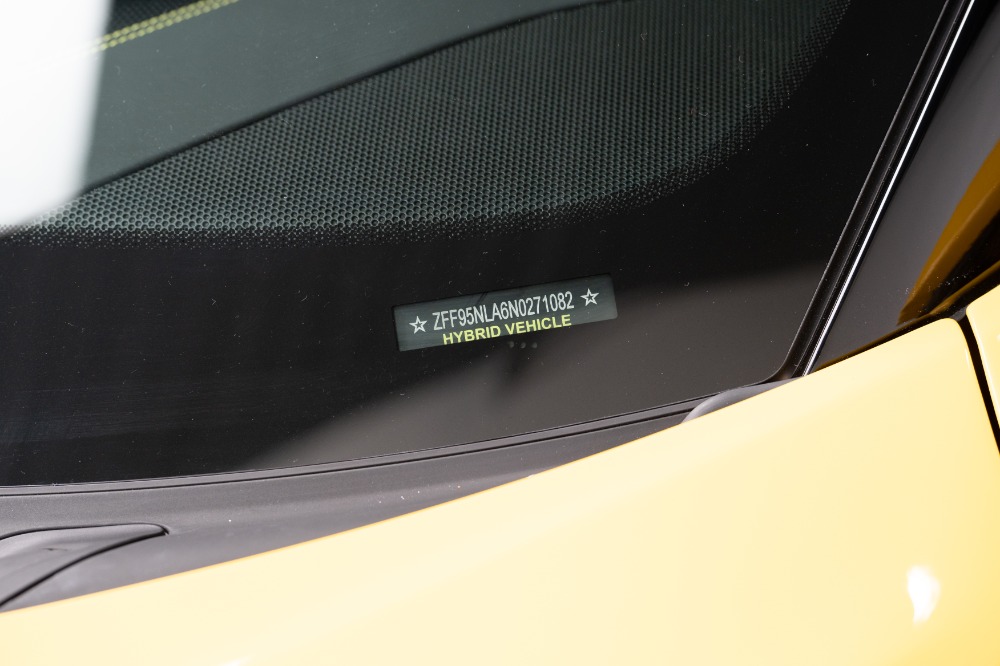 ☆ ZFF95NLA6N0271082 ☆
HYBRID VEHICLE